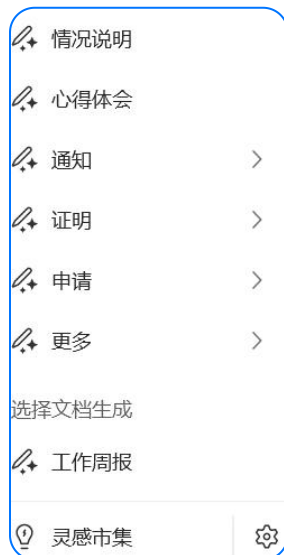 情况说明
心得体会
通知
证明
申请
更多
选择文档生成
工作周报
灵感市集